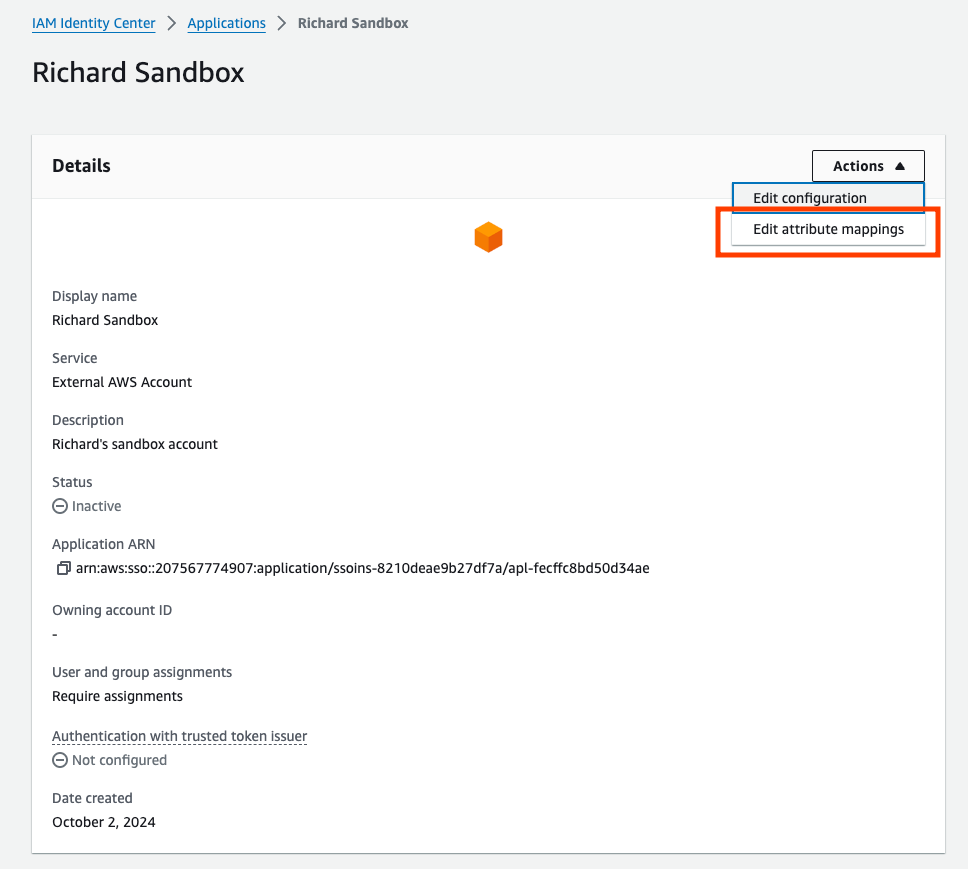 IAM Identity Center > Applications > Richard Sandbox
Richard Sandbox
Details
Actions
Edit configuration
Edit attribute mappings
Display name
Richard Sandbox
Service
External AWS Account
Description
Richard's sandbox account
Status
Inactive
Application ARN
arn:aws:sso::207567774907:application/ssoins-8210deae9b27df7a/apl-fecffc8bd50d34ae
Owning account ID
-
User and group assignments
Require assignments
Authentication with trusted token issuer
Not configured
Date created
October 2, 2024